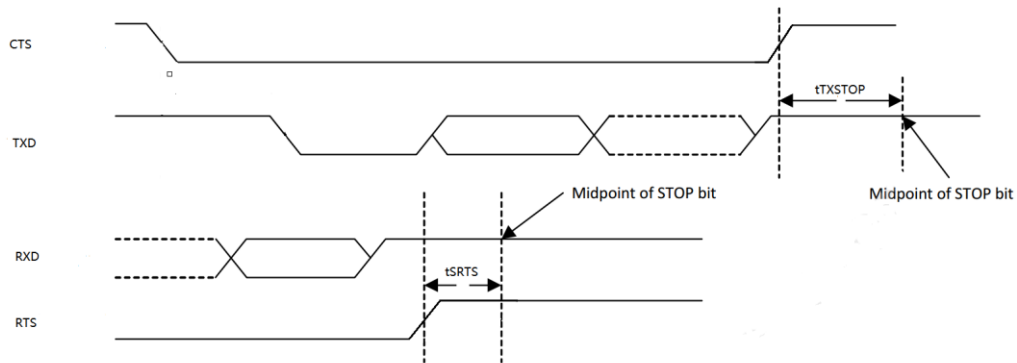 CTS
tTXSTOP
TXD
Midpoint of STOP bit
Midpoint of STOP bit
RXD
tSRTS
RTS